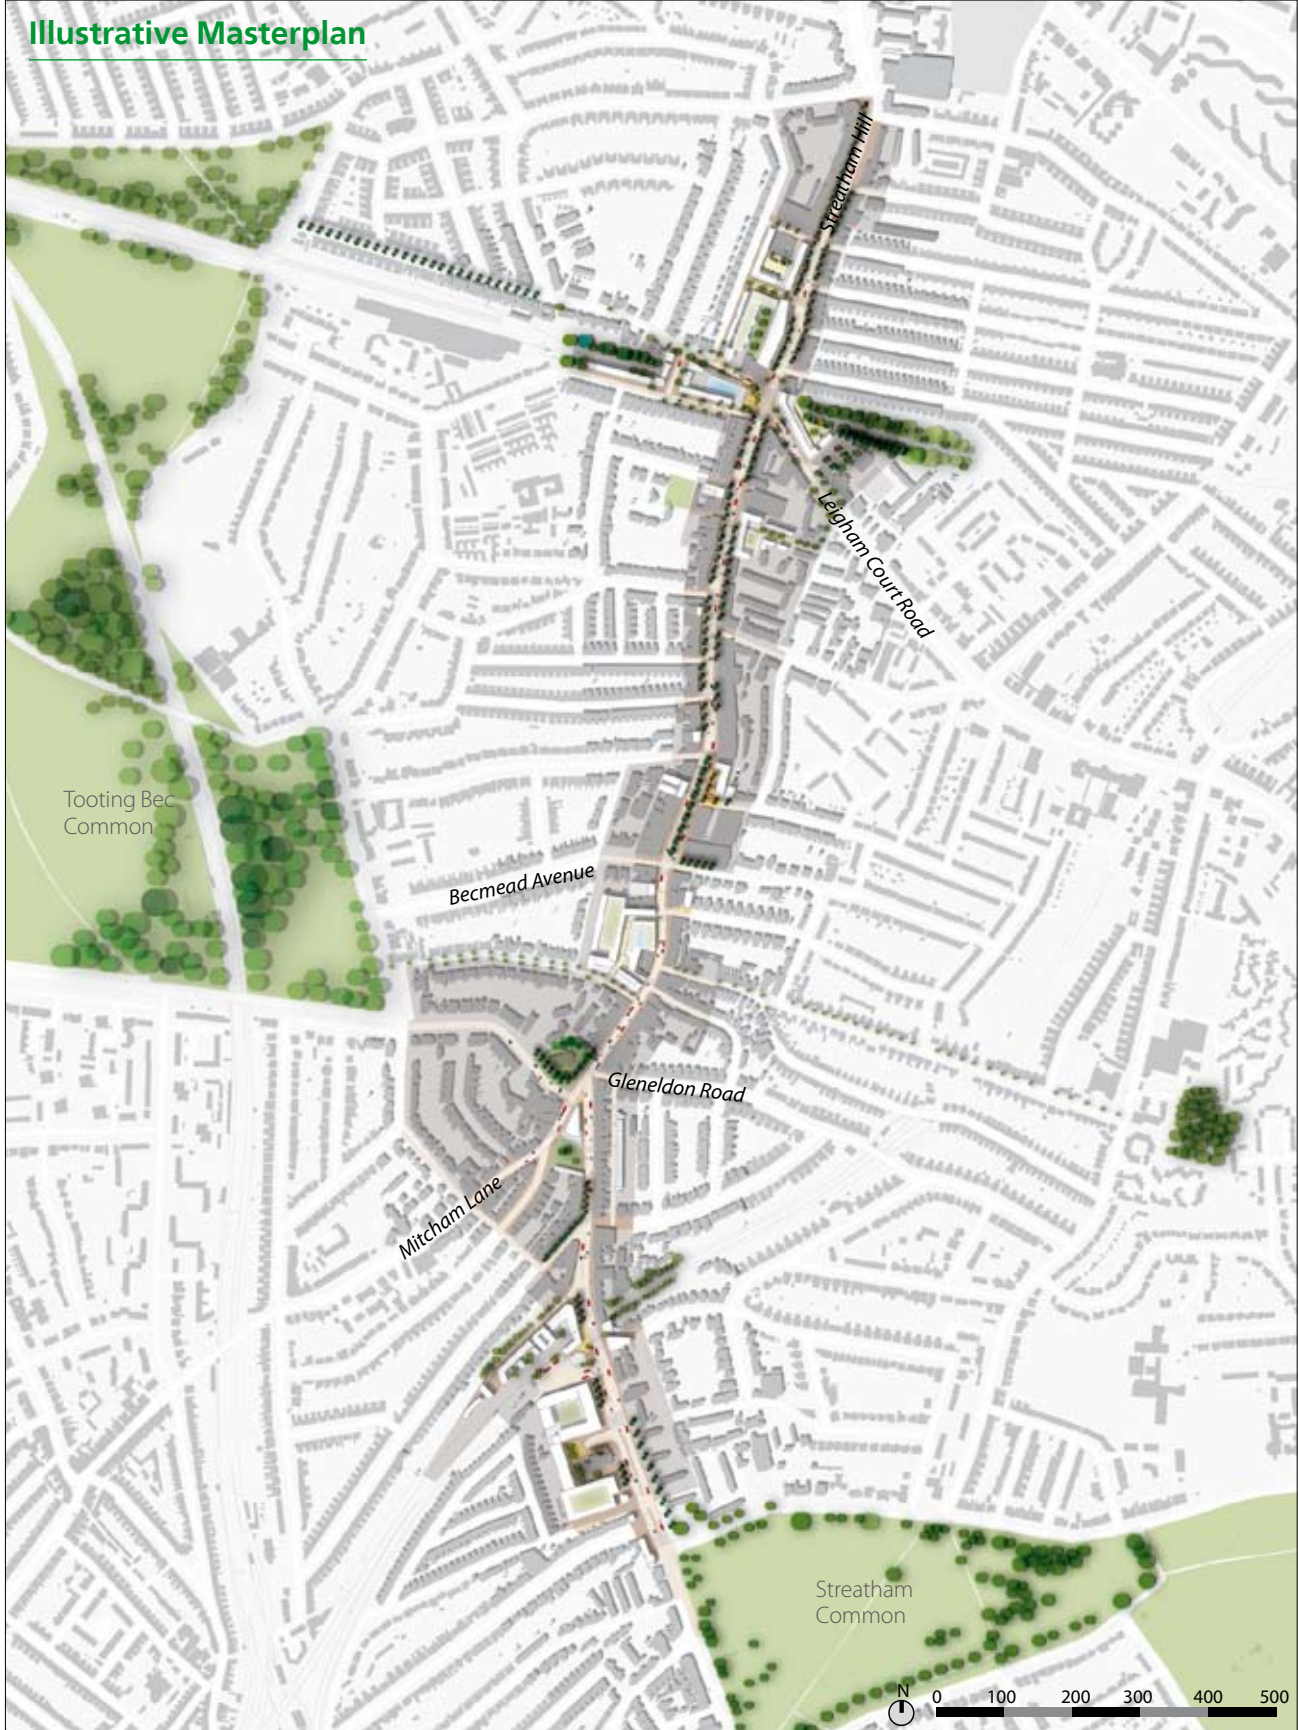 Illustrative Masterplan
Streatham Hill
Leigham Court Road
Tooting Bec
Common
Becmead Avenue
Gleneldon Road
Mitcham Lane
Streatham
Common
N
0 100 200 300 400 500